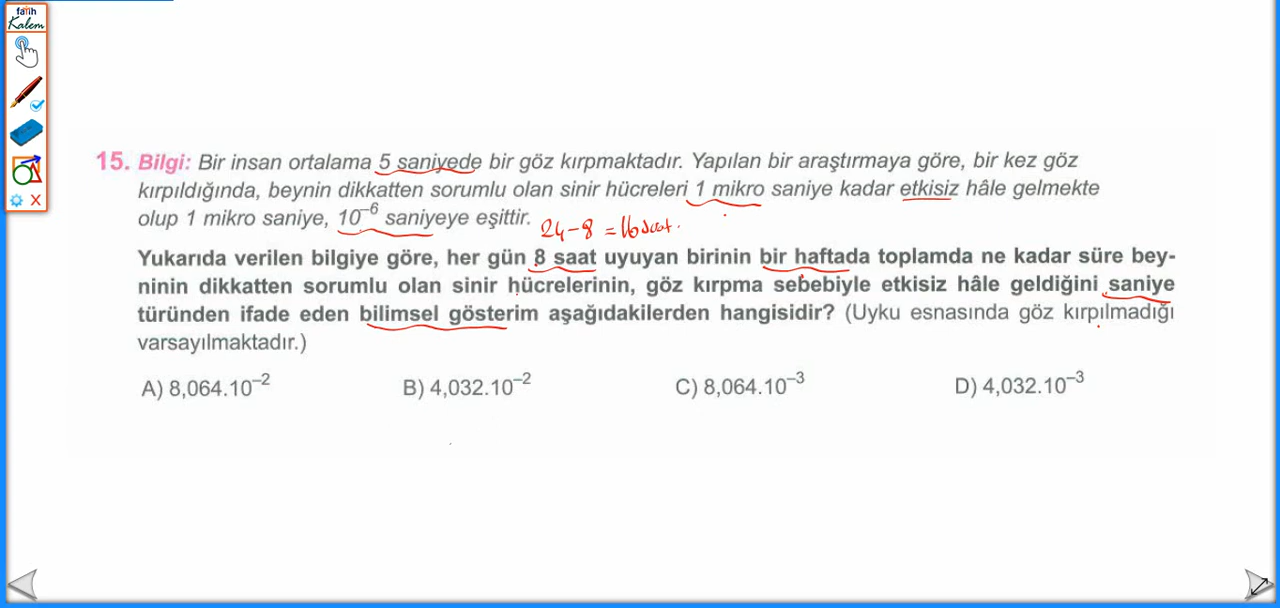 fatih
Kalem
15. Bilgi: Bir insan ortalama 5 saniyede bir göz kırpmaktadır. Yapılan bir araştırmaya göre, bir kez göz
kırpıldığında, beynin dikkatten sorumlu olan sinir hücreleri 1 mikro saniye kadar etkisiz hâle gelmekte
olup 1 mikro saniye, 10⁻⁶ saniyeye eşittir.
24-8 = 16 saat.
Yukarıda verilen bilgiye göre, her gün 8 saat uyuyan birinin bir haftada toplamda ne kadar süre bey-
ninin dikkatten sorumlu olan sinir hücrelerinin, göz kırpma sebebiyle etkisiz hâle geldiğini saniye
türünden ifade eden bilimsel gösterim aşağıdakilerden hangisidir? (Uyku esnasında göz kırpılmadığı
varsayılmaktadır.)
A) 8,064.10⁻² B) 4,032.10⁻² C) 8,064.10⁻³ D) 4,032.10⁻³